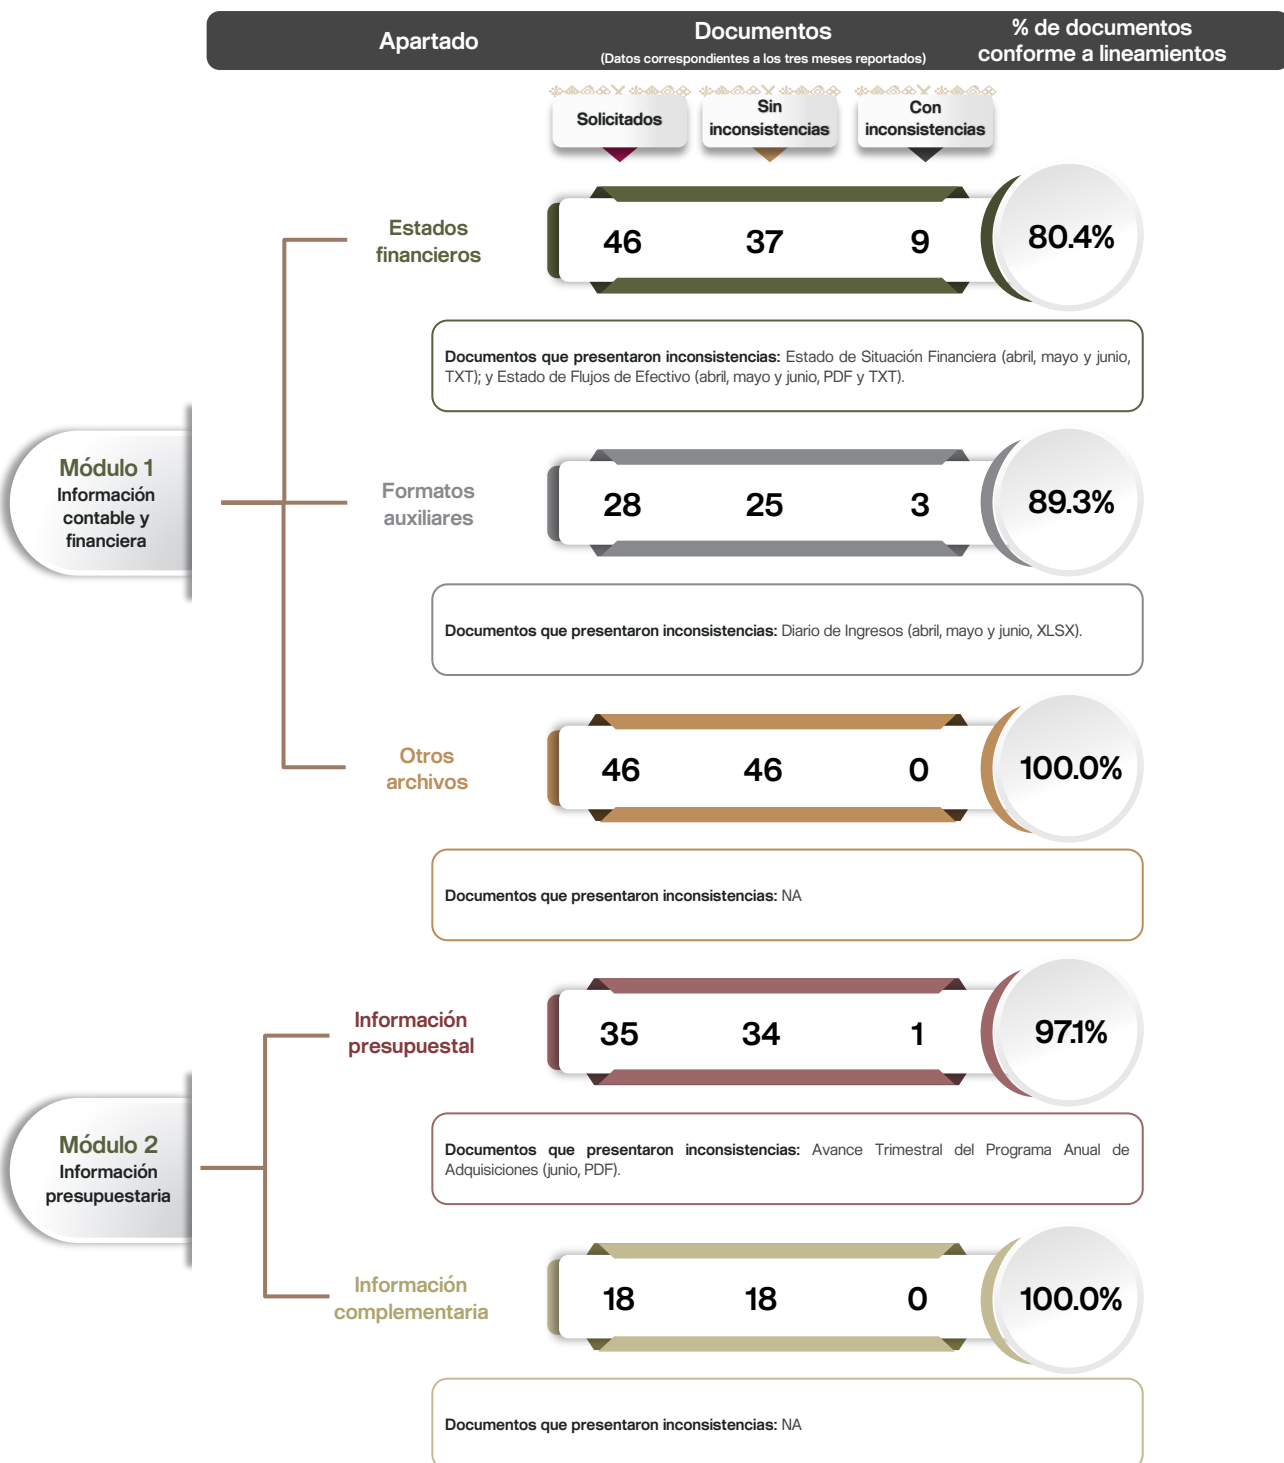 Apartado
Documentos
(Datos correspondientes a los tres meses reportados)
% de documentos
conforme a lineamientos
Solicitados
Sin
inconsistencias
Con
inconsistencias
Módulo 1
Información
contable y
financiera
Estados
financieros
46 37 9 80.4%
Documentos que presentaron inconsistencias: Estado de Situación Financiera (abril, mayo y junio,
TXT); y Estado de Flujos de Efectivo (abril, mayo y junio, PDF y TXT).
Formatos
auxiliares
28 25 3 89.3%
Documentos que presentaron inconsistencias: Diario de Ingresos (abril, mayo y junio, XLSX).
Otros
archivos
46 46 0 100.0%
Documentos que presentaron inconsistencias: NA
Módulo 2
Información
presupuestaria
Información
presupuestal
35 34 1 97.1%
Documentos que presentaron inconsistencias: Avance Trimestral del Programa Anual de
Adquisiciones (junio, PDF).
Información
complementaria
18 18 0 100.0%
Documentos que presentaron inconsistencias: NA